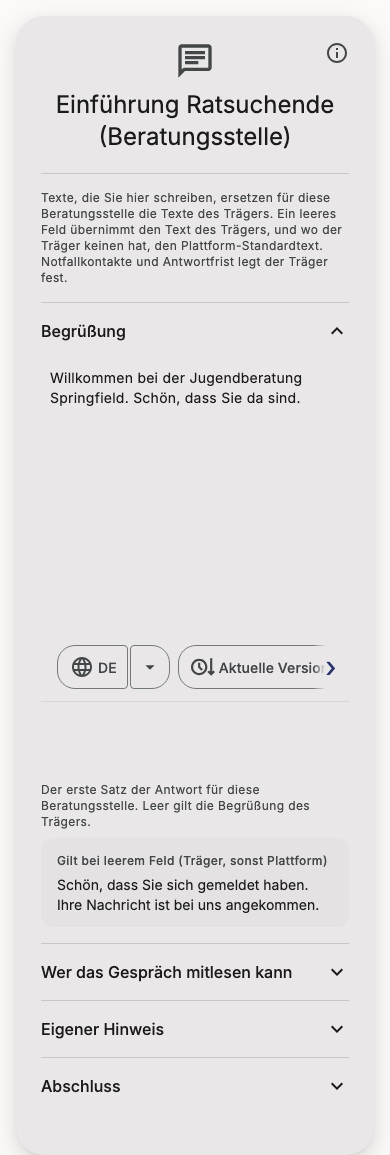 Einführung Ratsuchende
(Beratungsstelle)
Texte, die Sie hier schreiben, ersetzen für diese
Beratungsstelle die Texte des Trägers. Ein leeres
Feld übernimmt den Text des Trägers, und wo der
Träger keinen hat, den Plattform-Standardtext.
Notfallkontakte und Antwortfrist legt der Träger
fest.
Begrüßung
Willkommen bei der Jugendberatung
Springfield. Schön, dass Sie da sind.
DE
Aktuelle Versio
Der erste Satz der Antwort für diese
Beratungsstelle. Leer gilt die Begrüßung des
Trägers.
Gilt bei leerem Feld (Träger, sonst Plattform)
Schön, dass Sie sich gemeldet haben.
Ihre Nachricht ist bei uns angekommen.
Wer das Gespräch mitlesen kann
Eigener Hinweis
Abschluss